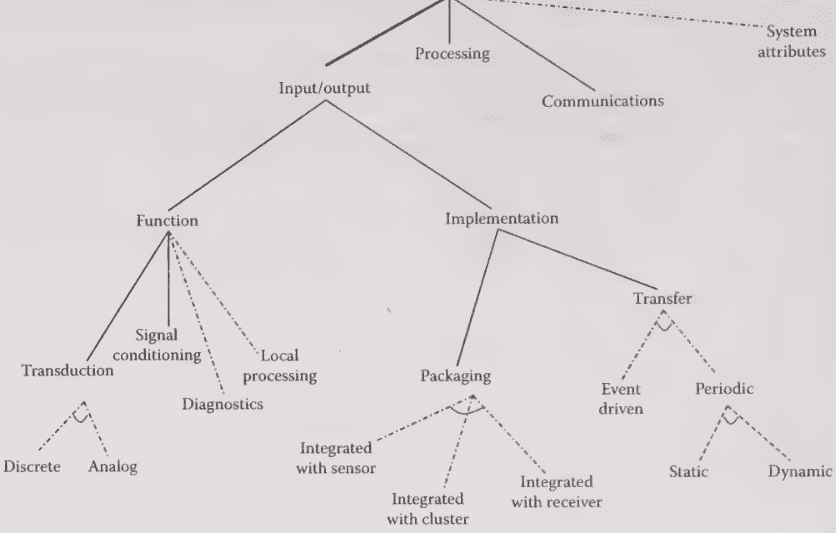 System
attributes
Processing
Input/output
Communications
Function
Implementation
Transfer
Signal
conditioning
Local
processing
Transduction
Diagnostics
Packaging
Event
driven
Periodic
Discrete
Analog
Integrated
with sensor
Integrated
with cluster
Integrated
with receiver
Static
Dynamic